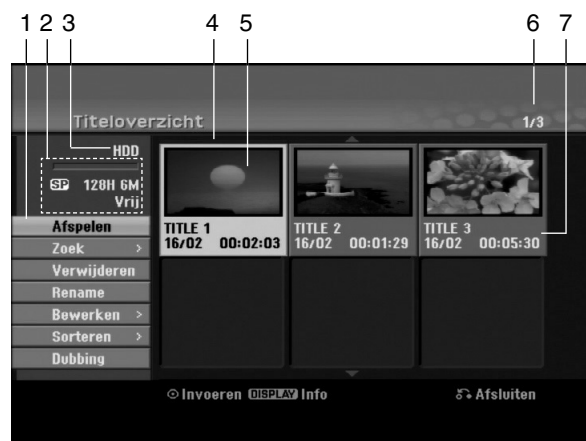 1 2 3 4 5 6 7
Titeloverzicht 1/3
HDD
SP 128H 6M
Vrij
Afspelen
Zoek >
Verwijderen
Rename
Bewerken >
Sorteren >
Dubbing
TITLE 1
16/02 00:02:03
TITLE 2
16/02 00:01:29
TITLE 3
16/02 00:05:30
Invoeren DISPLAY Info Afsluiten